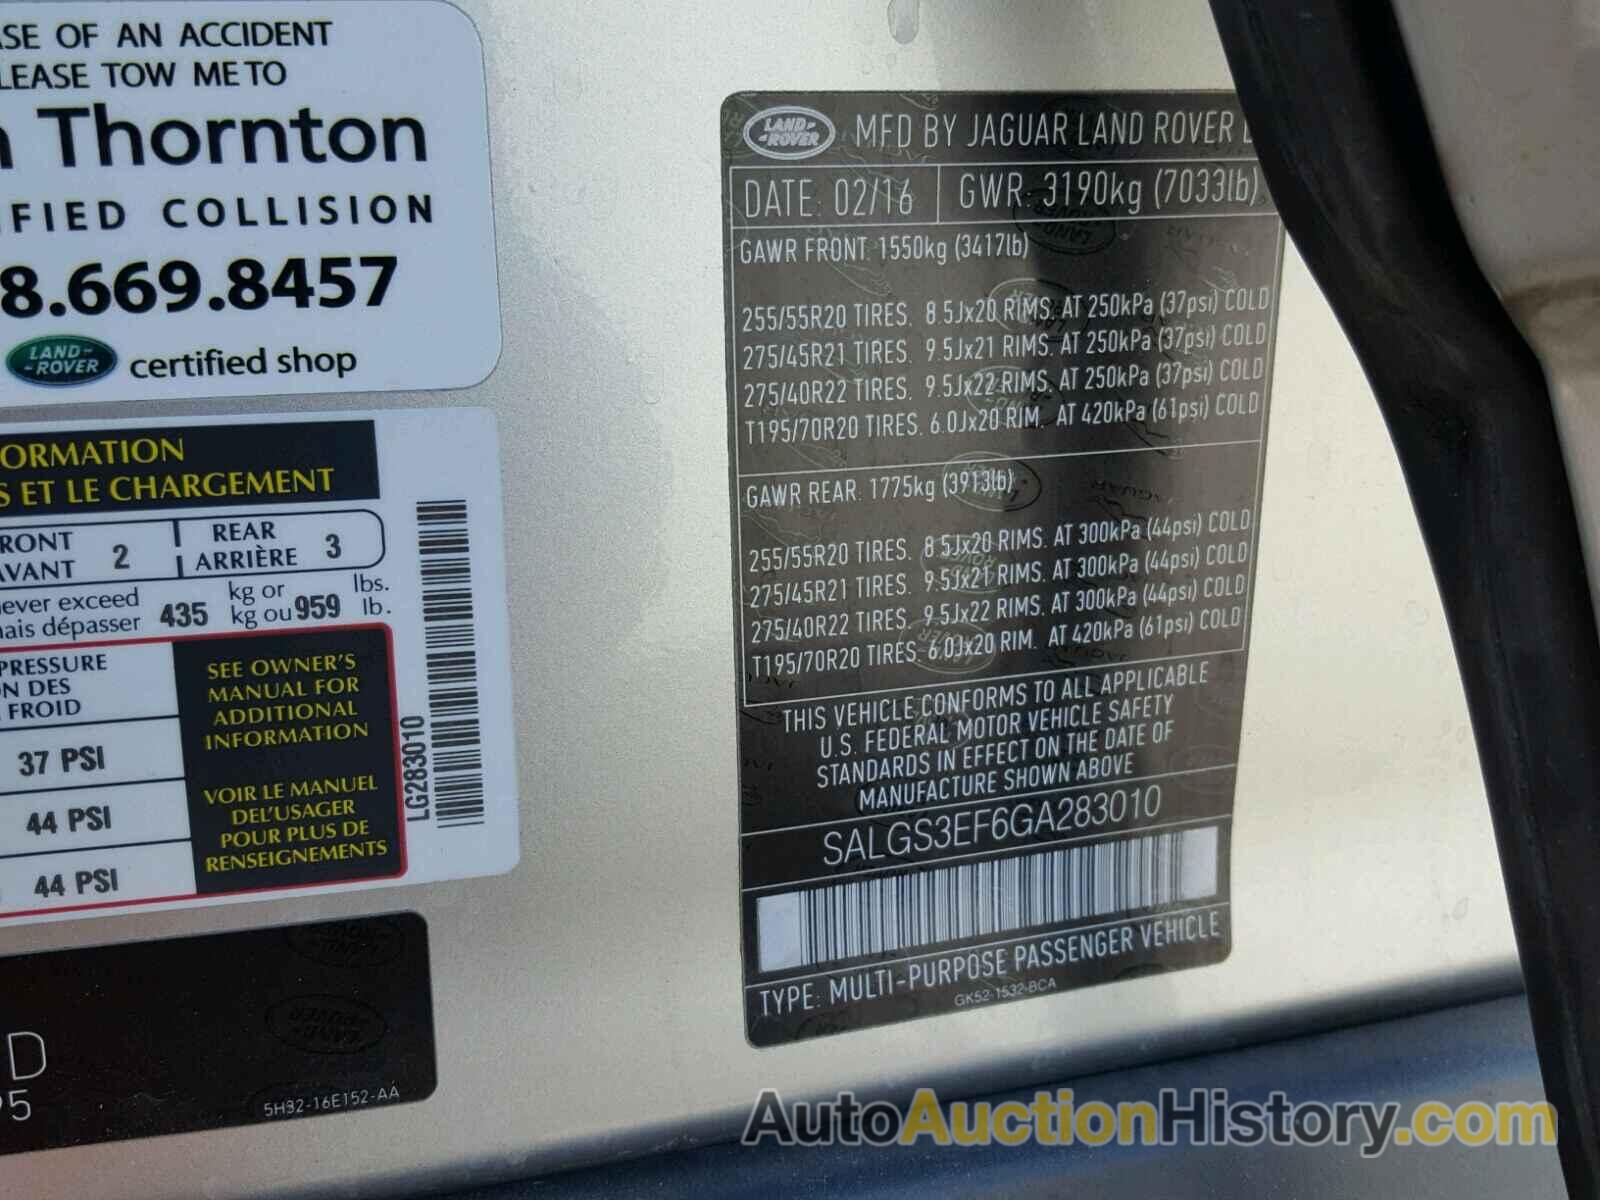 SE OF AN ACCIDENT
LEASE TOW ME TO
Thornton
IFIED COLLISION
8.669.8457
LAND-
-ROVER
certified shop
ORMATION
S ET LE CHARGEMENT
RONT
AVANT
2
REAR
ARRIÈRE
3
never exceed
mais dépasser
435
kg or
kg ou
959
lbs.
lb.
PRESSURE
ON DES
FROID
37 PSI
44 PSI
44 PSI
SEE OWNER'S
MANUAL FOR
ADDITIONAL
INFORMATION
VOIR LE MANUEL
DEL'USAGER
POUR PLUS DE
RENSEIGNEMENTS
LG283010
D
95
5H32-16E152-AA
LAND-
-ROVER
MFD BY JAGUAR LAND ROVER
DATE: 02/16
GWR: 3190kg (7033lb)
GAWR FRONT: 1550kg (3417lb)
255/55R20 TIRES. 8.5Jx20 RIMS. AT 250kPa (37psi) COLD
275/45R21 TIRES. 9.5Jx21 RIMS. AT 250kPa (37psi) COLD
275/40R22 TIRES. 9.5Jx22 RIMS. AT 250kPa (37psi) COLD
T195/70R20 TIRES. 6.0Jx20 RIM. AT 420kPa (61psi) COLD
GAWR REAR: 1775kg (3913lb)
255/55R20 TIRES. 8.5Jx20 RIMS. AT 300kPa (44psi) COLD
275/45R21 TIRES. 9.5Jx21 RIMS. AT 300kPa (44psi) COLD
275/40R22 TIRES. 9.5Jx22 RIMS. AT 300kPa (44psi) COLD
T195/70R20 TIRES. 6.0Jx20 RIM. AT 420kPa (61psi) COLD
THIS VEHICLE CONFORMS TO ALL APPLICABLE
U.S. FEDERAL MOTOR VEHICLE SAFETY
STANDARDS IN EFFECT ON THE DATE OF
MANUFACTURE SHOWN ABOVE
SALGS3EF6GA283010
TYPE: MULTI-PURPOSE PASSENGER VEHICLE
GK52-1532-BCA
AutoAuctionHistory.com